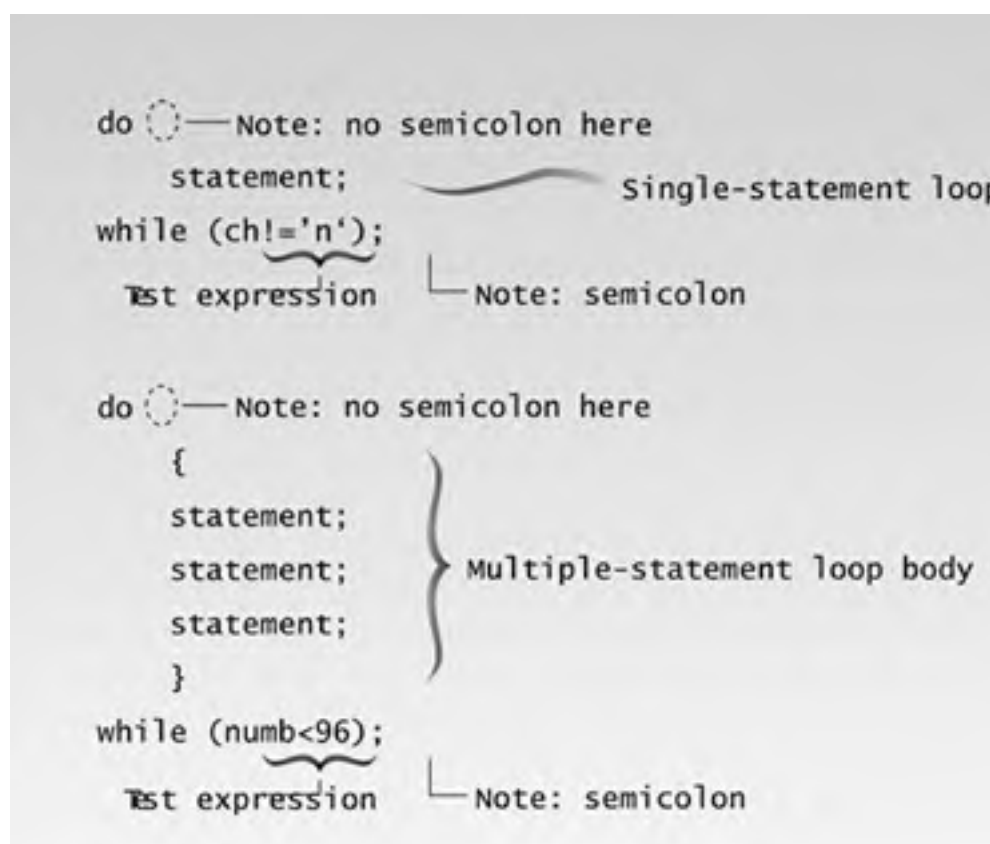 do Note: no semicolon here
statement; Single-statement loop
while (ch!='n‘);
Test expression Note: semicolon
do Note: no semicolon here
{
statement;
statement;
statement;
}
Multiple-statement loop body
while (numb<96);
Test expression Note: semicolon